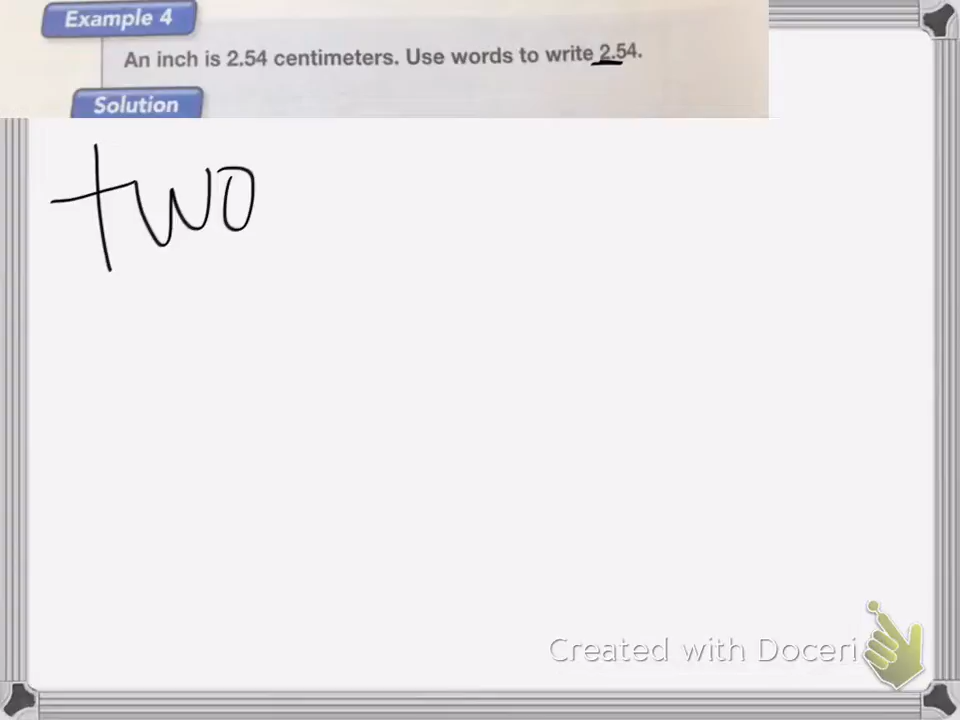 Example 4
An inch is 2.54 centimeters. Use words to write 2.54.
Solution
two
Created with Doceri